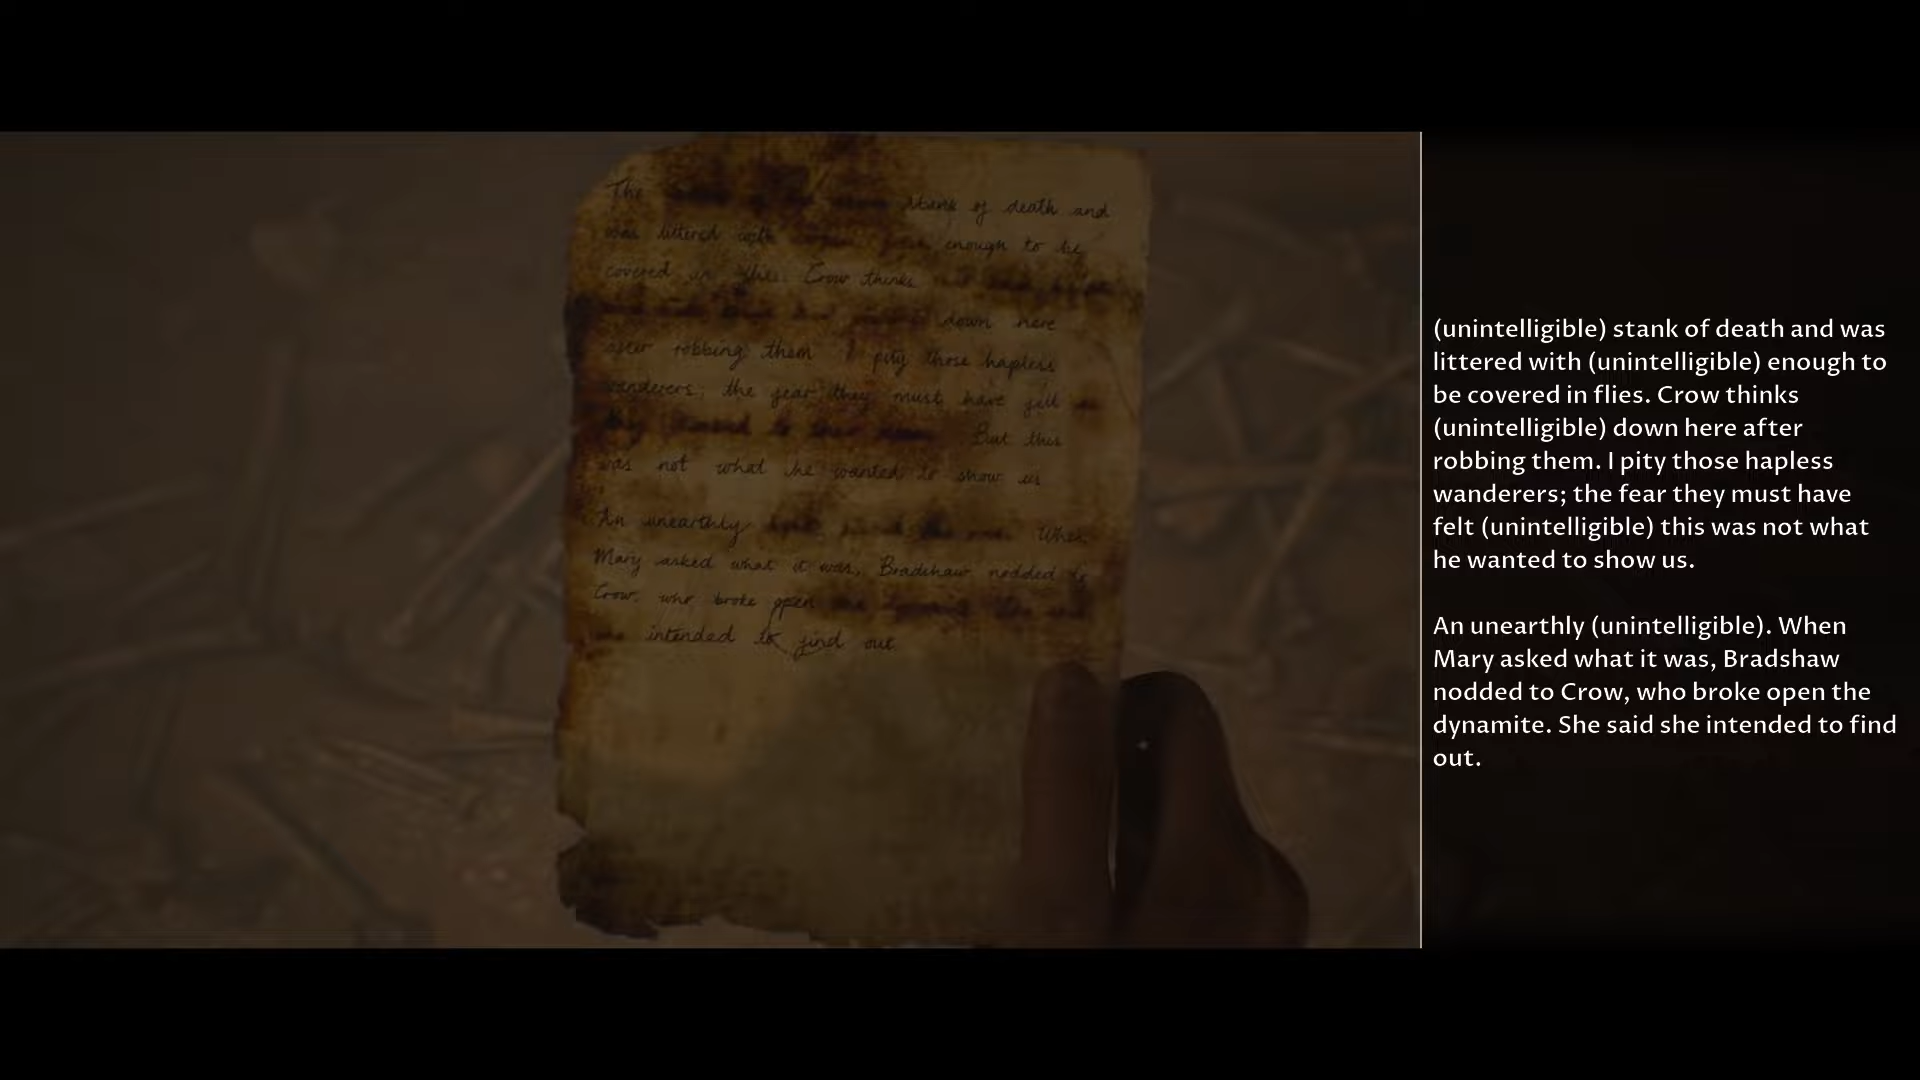 The stank of death and
was littered with enough to be
covered in flies. Crow thinks
down here
after robbing them I pity those hapless
wanderers; the fear they must have felt
But this
was not what he wanted to show us
An unearthly When
Mary asked what it was, Bradshaw nodded to
Crow, who broke open
intended to find out
(unintelligible) stank of death and was
littered with (unintelligible) enough to
be covered in flies. Crow thinks
(unintelligible) down here after
robbing them. I pity those hapless
wanderers; the fear they must have
felt (unintelligible) this was not what
he wanted to show us.
An unearthly (unintelligible). When
Mary asked what it was, Bradshaw
nodded to Crow, who broke open the
dynamite. She said she intended to find
out.